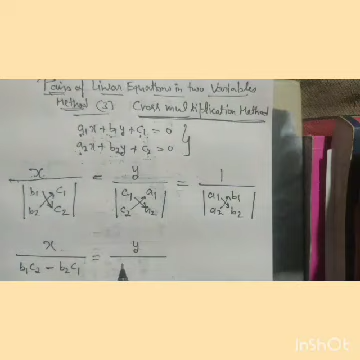 Pairs of Linear Equations in two Variables
Method (3) Cross multiplication Method
a₁x + b₁y + c₁ = 0
a₂x + b₂y + c₂ = 0 }
x = y = 1
|b₁ c₁| |c₁ a₁| |a₁ b₁|
|b₂ c₂| |c₂ a₂| |a₂ b₂|
x = y
b₁c₂ - b₂c₁
InShOt